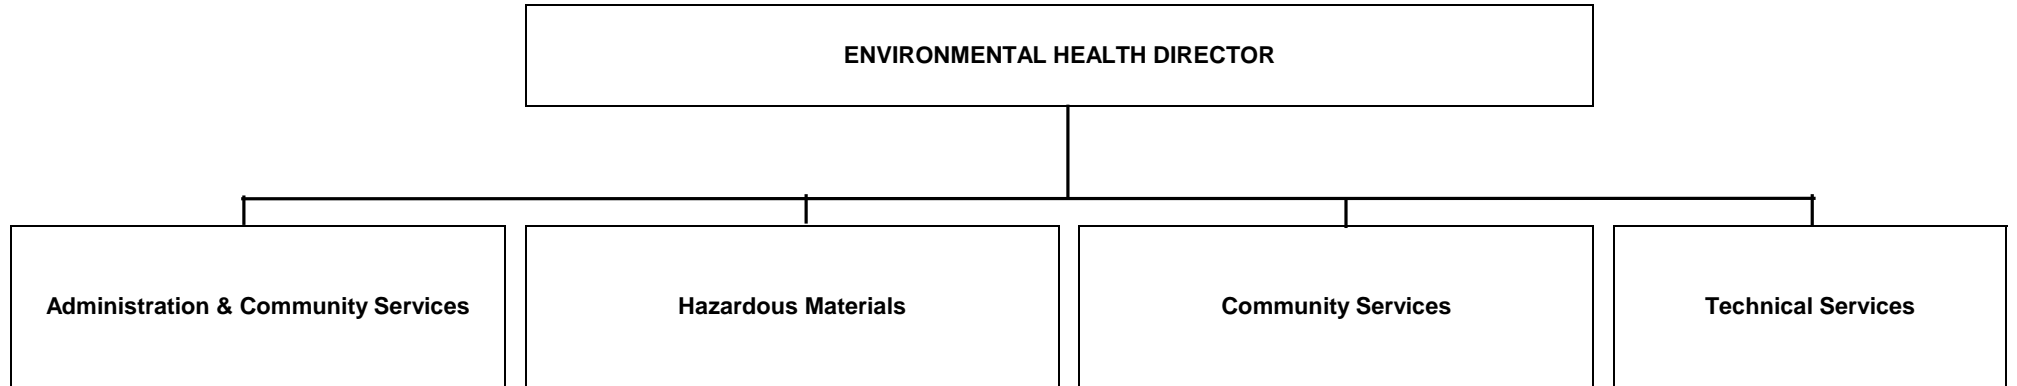 ENVIRONMENTAL HEALTH DIRECTOR
Administration & Community Services
Hazardous Materials
Community Services
Technical Services